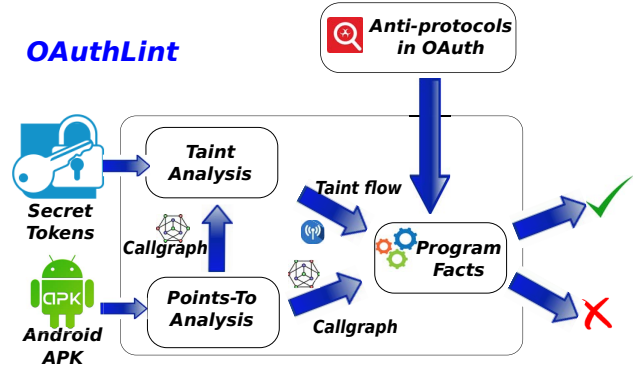 OAuthLint
Anti-protocols
in OAuth
Taint
Analysis
Taint flow
Secret
Tokens
Callgraph
Program
Facts
apk
Points-To
Analysis
Callgraph
Android
APK